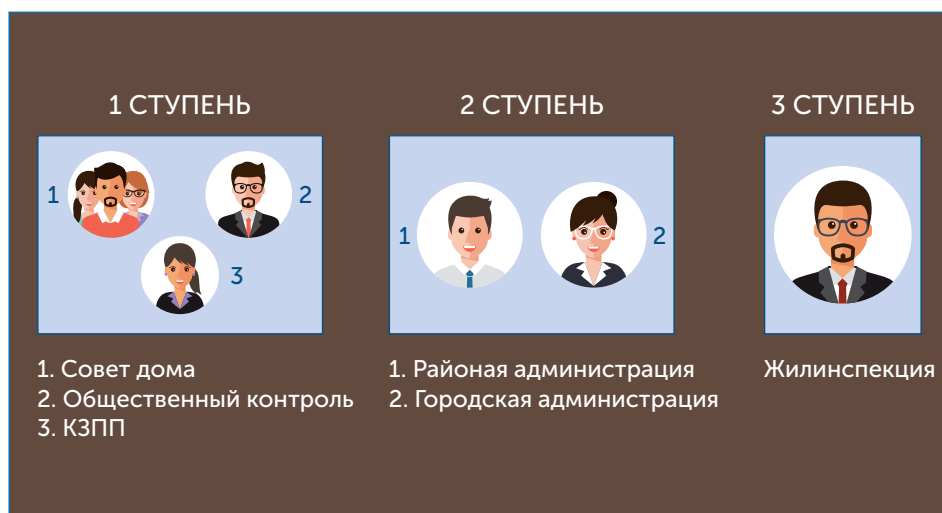 1 СТУПЕНЬ
1
2
3
1. Совет дома
2. Общественный контроль
3. КЗПП
2 СТУПЕНЬ
1
2
1. Районая администрация
2. Городская администрация
3 СТУПЕНЬ
Жилинспекция